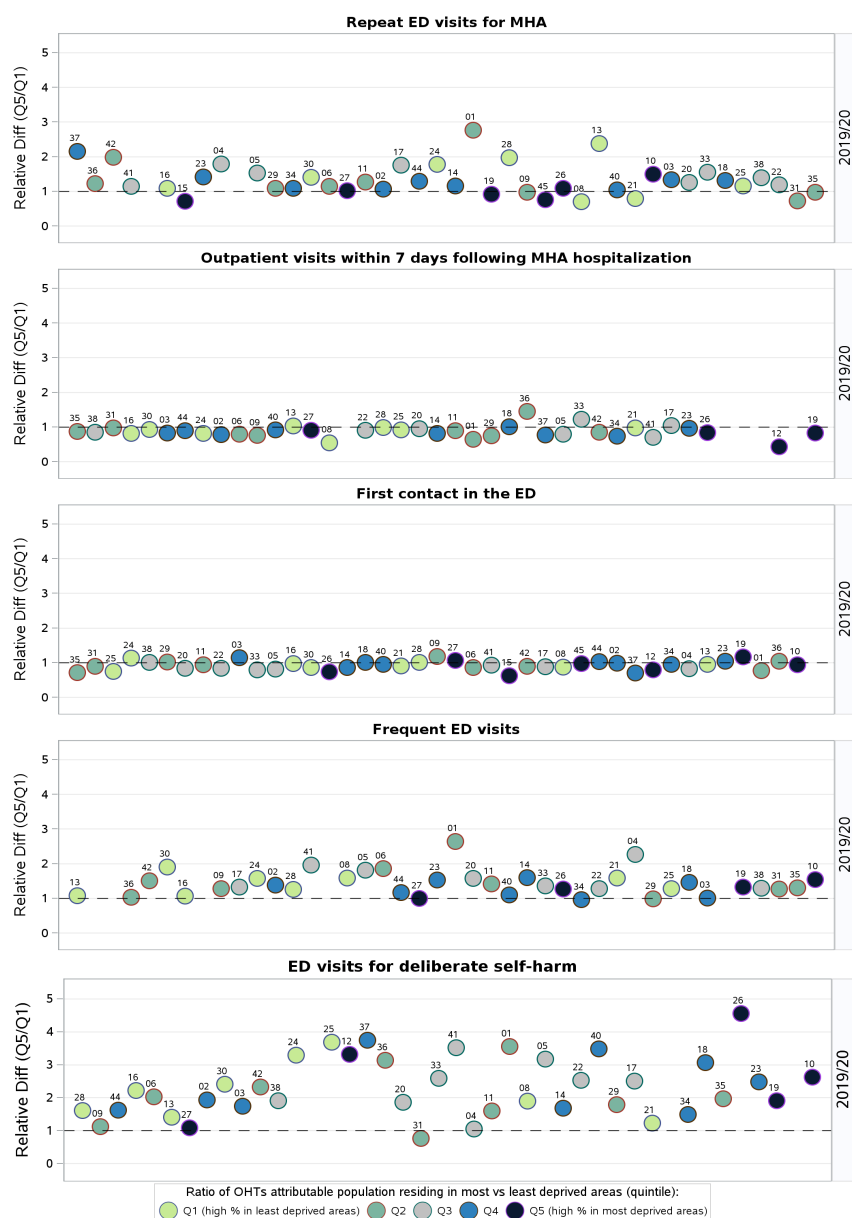 Repeat ED visits for MHA
Relative Diff (Q5/Q1)
5
4
3
2
1
0
37 36 42 41 16 15 23 04 05 29 34 30 06 27 11 02 17 44 24 14 01 19 28 09 45 26 08 13 40 21 10 03 20 33 18 25 38 22 31 35
2019/20
Outpatient visits within 7 days following MHA hospitalization
Relative Diff (Q5/Q1)
5
4
3
2
1
0
35 38 31 16 30 03 44 24 02 06 09 40 13 27 08 22 28 25 20 14 11 01 29 18 36 37 05 33 42 34 21 41 17 23 26 12 19
2019/20
First contact in the ED
Relative Diff (Q5/Q1)
5
4
3
2
1
0
35 31 25 24 38 29 20 11 22 03 33 05 16 30 26 14 18 40 21 28 09 27 06 41 15 42 17 08 45 44 02 37 12 34 04 13 23 19 01 36 10
2019/20
Frequent ED visits
Relative Diff (Q5/Q1)
5
4
3
2
1
0
13 36 42 30 16 09 17 24 02 28 41 08 05 06 44 27 23 01 20 11 40 14 33 26 34 22 21 04 29 25 18 03 19 38 31 35 10
2019/20
ED visits for deliberate self-harm
Relative Diff (Q5/Q1)
5
4
3
2
1
0
28 09 44 16 06 13 27 02 30 03 42 38 24 25 12 37 36 20 31 33 41 04 11 01 08 05 14 22 40 29 17 21 34 18 35 26 23 19 10
2019/20
Ratio of OHTs attributable population residing in most vs least deprived areas (quintile):
Q1 (high % in least deprived areas) Q2 Q3 Q4 Q5 (high % in most deprived areas)